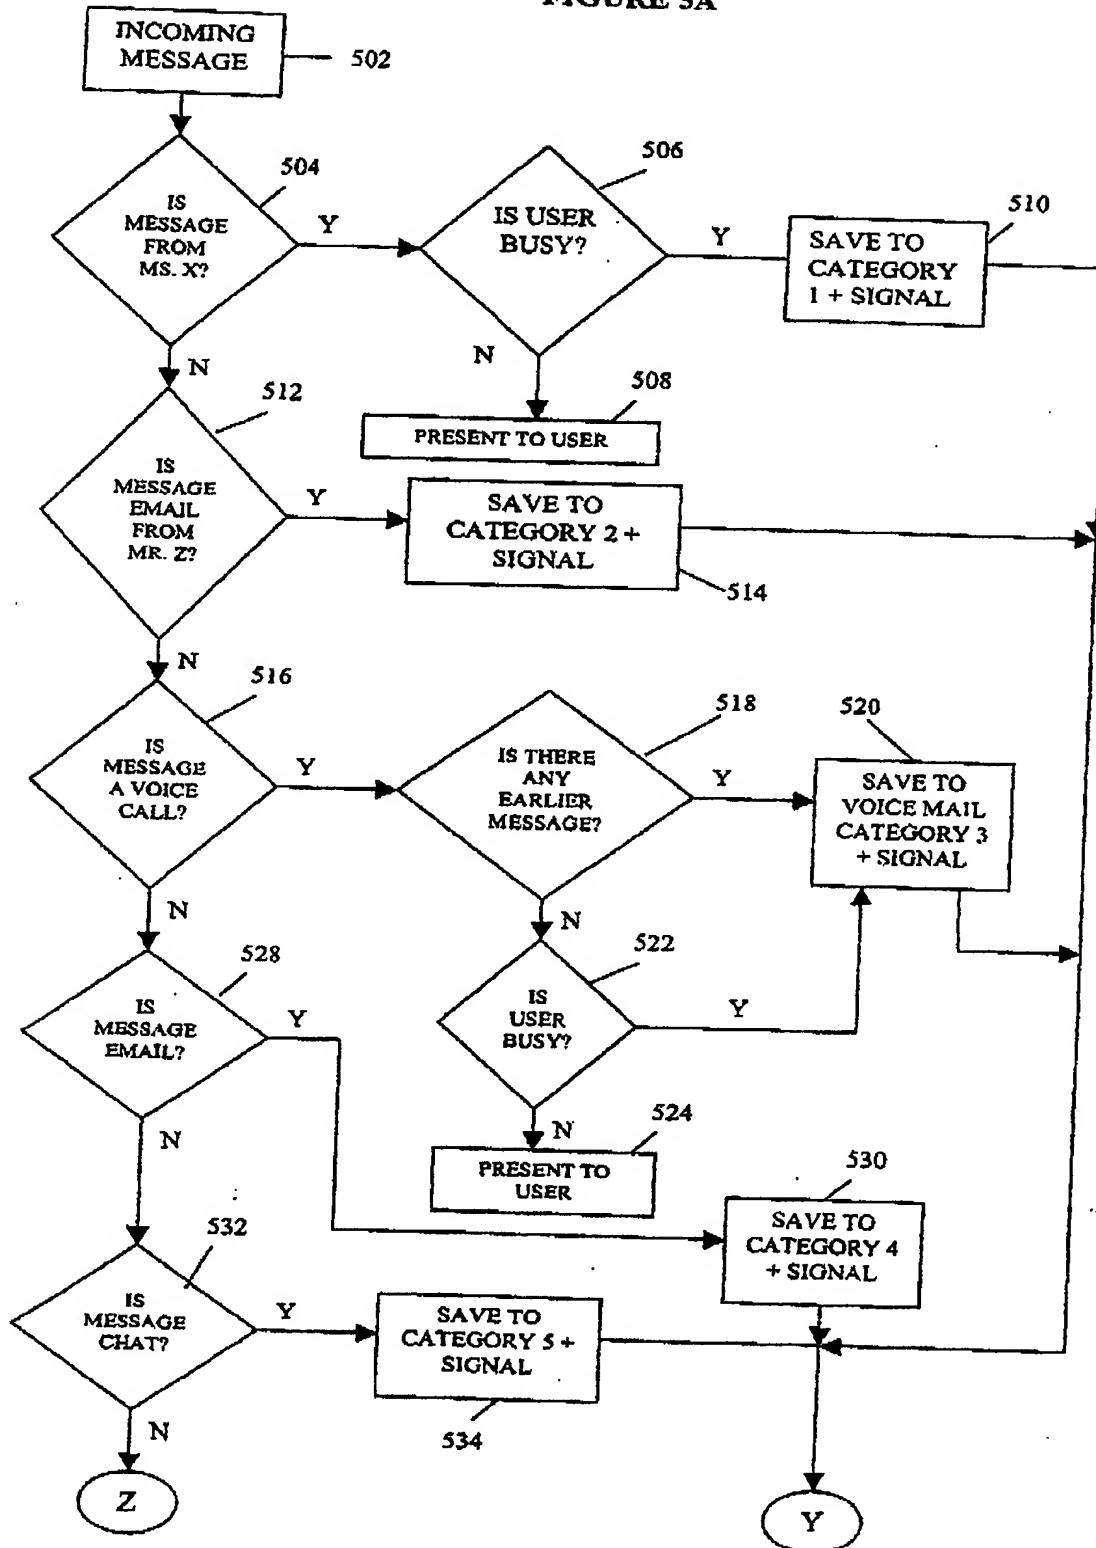 FIGURE 5A
INCOMING
MESSAGE
502
504
IS
MESSAGE
FROM
MS. X?
Y
N
506
IS USER
BUSY?
Y
N
510
SAVE TO
CATEGORY
1 + SIGNAL
508
PRESENT TO USER
512
IS
MESSAGE
EMAIL
FROM
MR. Z?
Y
N
SAVE TO
CATEGORY 2 +
SIGNAL
514
516
IS
MESSAGE
A VOICE
CALL?
Y
N
518
IS THERE
ANY
EARLIER
MESSAGE?
Y
N
520
SAVE TO
VOICE MAIL
CATEGORY 3
+ SIGNAL
522
IS
USER
BUSY?
Y
N
524
PRESENT TO
USER
528
IS
MESSAGE
EMAIL?
Y
N
530
SAVE TO
CATEGORY 4
+ SIGNAL
532
IS
MESSAGE
CHAT?
Y
N
SAVE TO
CATEGORY 5 +
SIGNAL
534
Z
Y